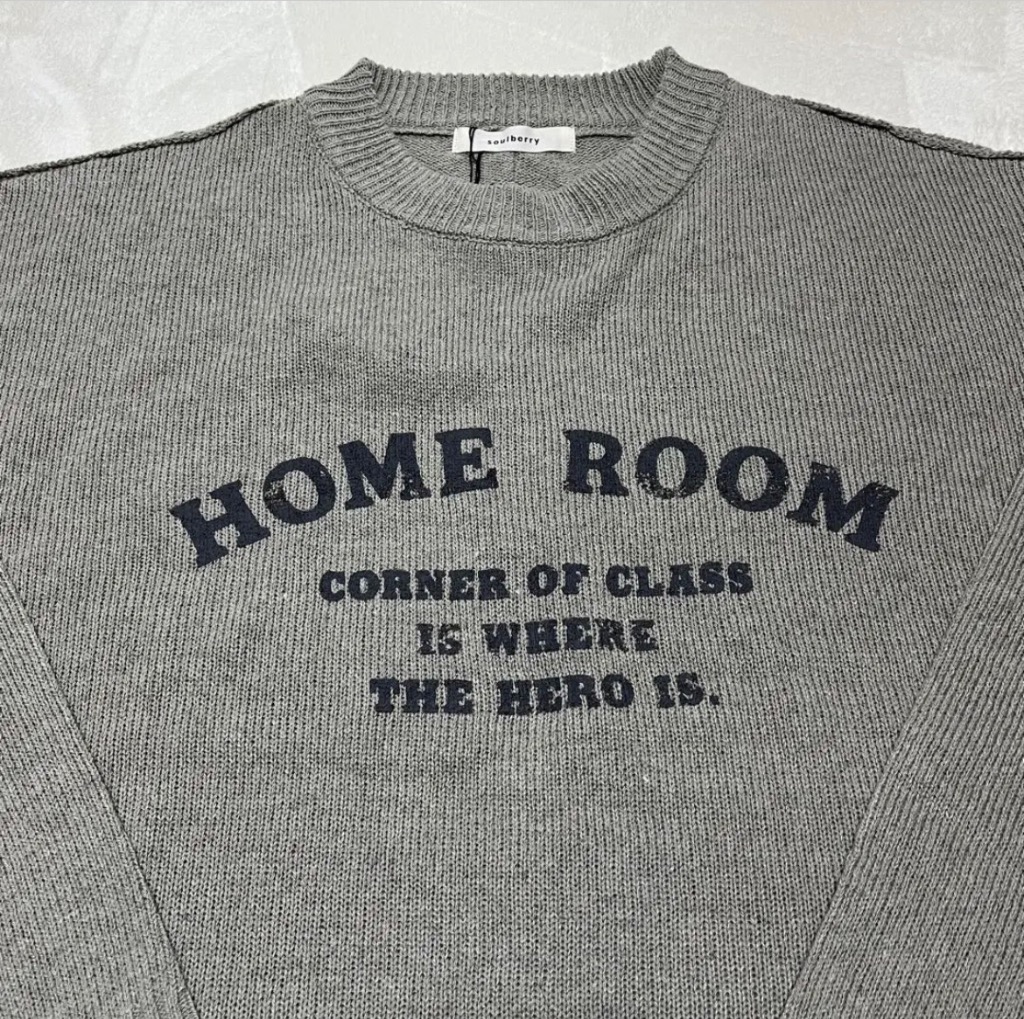 soulberry
HOME ROOM
CORNER OF CLASS
IS WHERE
THE HERO IS.